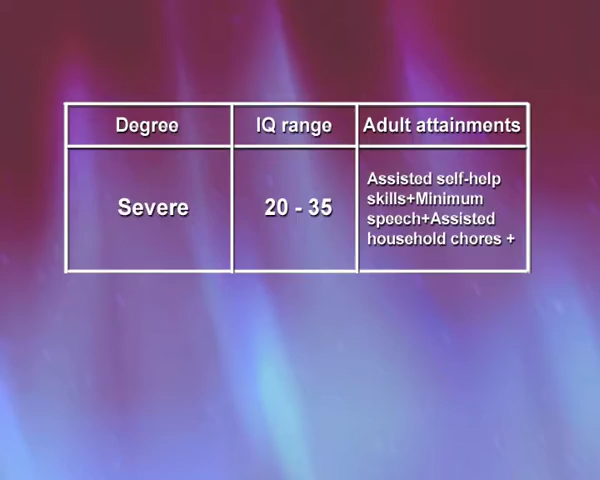 Degree IQ range Adult attainments
Severe 20 - 35 Assisted self-help
skills+Minimum
speech+Assisted
household chores +